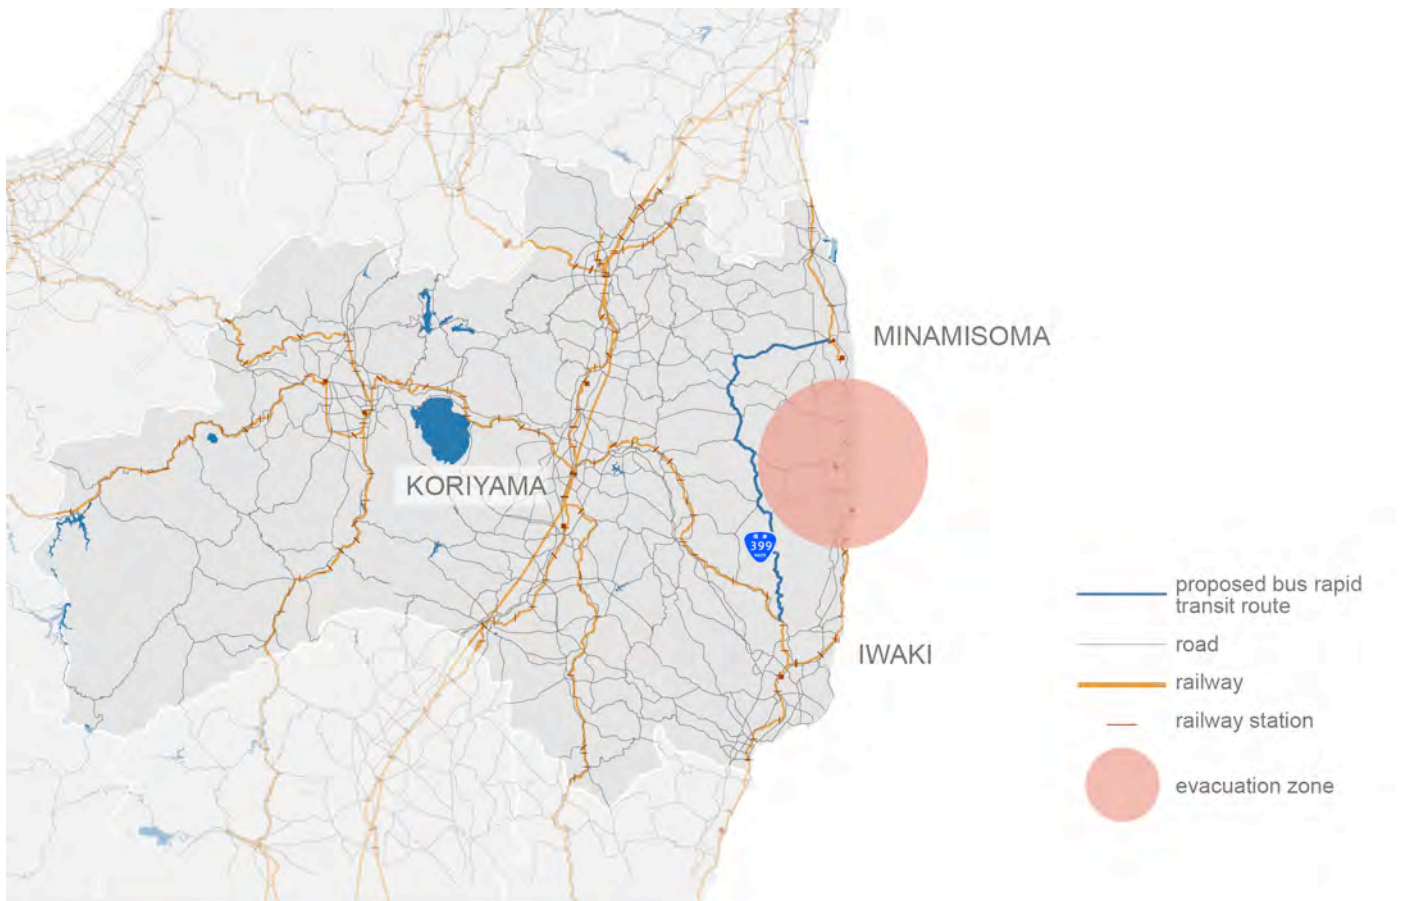 MINAMISOMA
KORIYAMA
399
IWAKI
proposed bus rapid
transit route
road
railway
railway station
evacuation zone